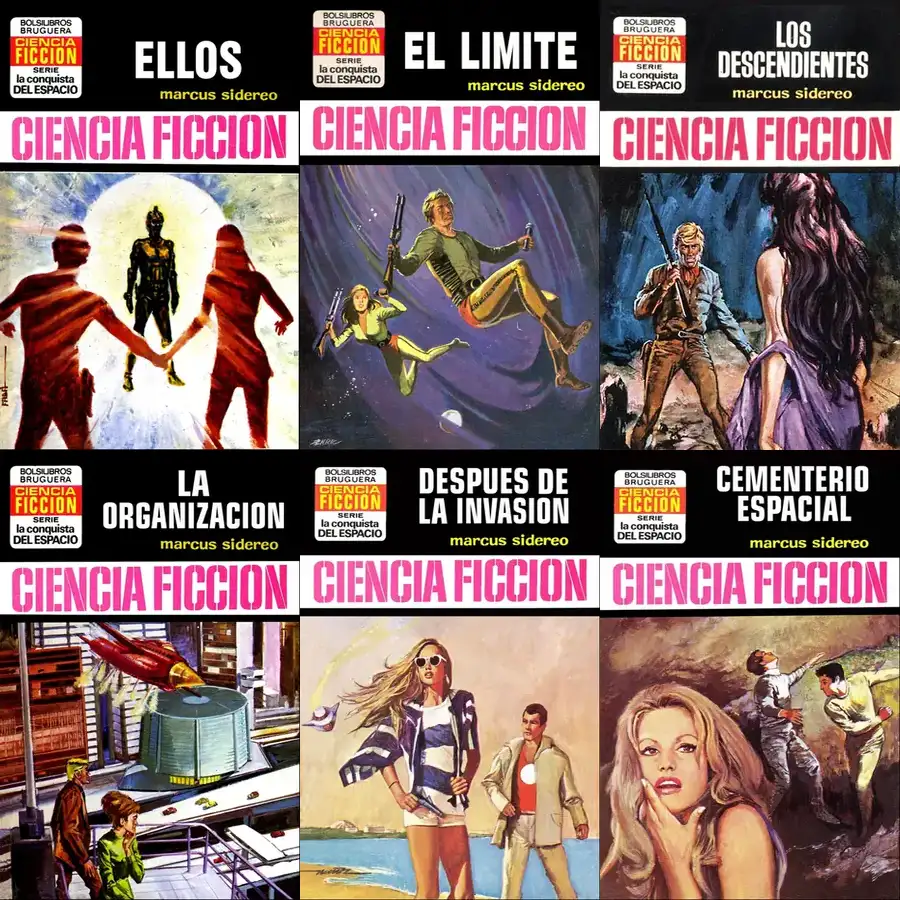 BOLSILIBROS
BRUGUERA
CIENCIA
FICCION
SERIE
la conquista
DEL ESPACIO
ELLOS
marcus sidereo
CIENCIA FICCION
BOLSILIBROS
BRUGUERA
CIENCIA
FICCION
SERIE
la conquista
DEL ESPACIO
EL LIMITE
marcus sidereo
CIENCIA FICCION
BOLSILIBROS
BRUGUERA
CIENCIA
FICCION
SERIE
la conquista
DEL ESPACIO
LOS
DESCENDIENTES
marcus sidereo
CIENCIA FICCION
BOLSILIBROS
BRUGUERA
CIENCIA
FICCION
SERIE
la conquista
DEL ESPACIO
LA
ORGANIZACION
marcus sidereo
CIENCIA FICCION
BOLSILIBROS
BRUGUERA
CIENCIA
FICCION
SERIE
la conquista
DEL ESPACIO
DESPUES DE
LA INVASION
marcus sidereo
CIENCIA FICCION
BOLSILIBROS
BRUGUERA
CIENCIA
FICCION
SERIE
la conquista
DEL ESPACIO
CEMENTERIO
ESPACIAL
marcus sidereo
CIENCIA FICCION